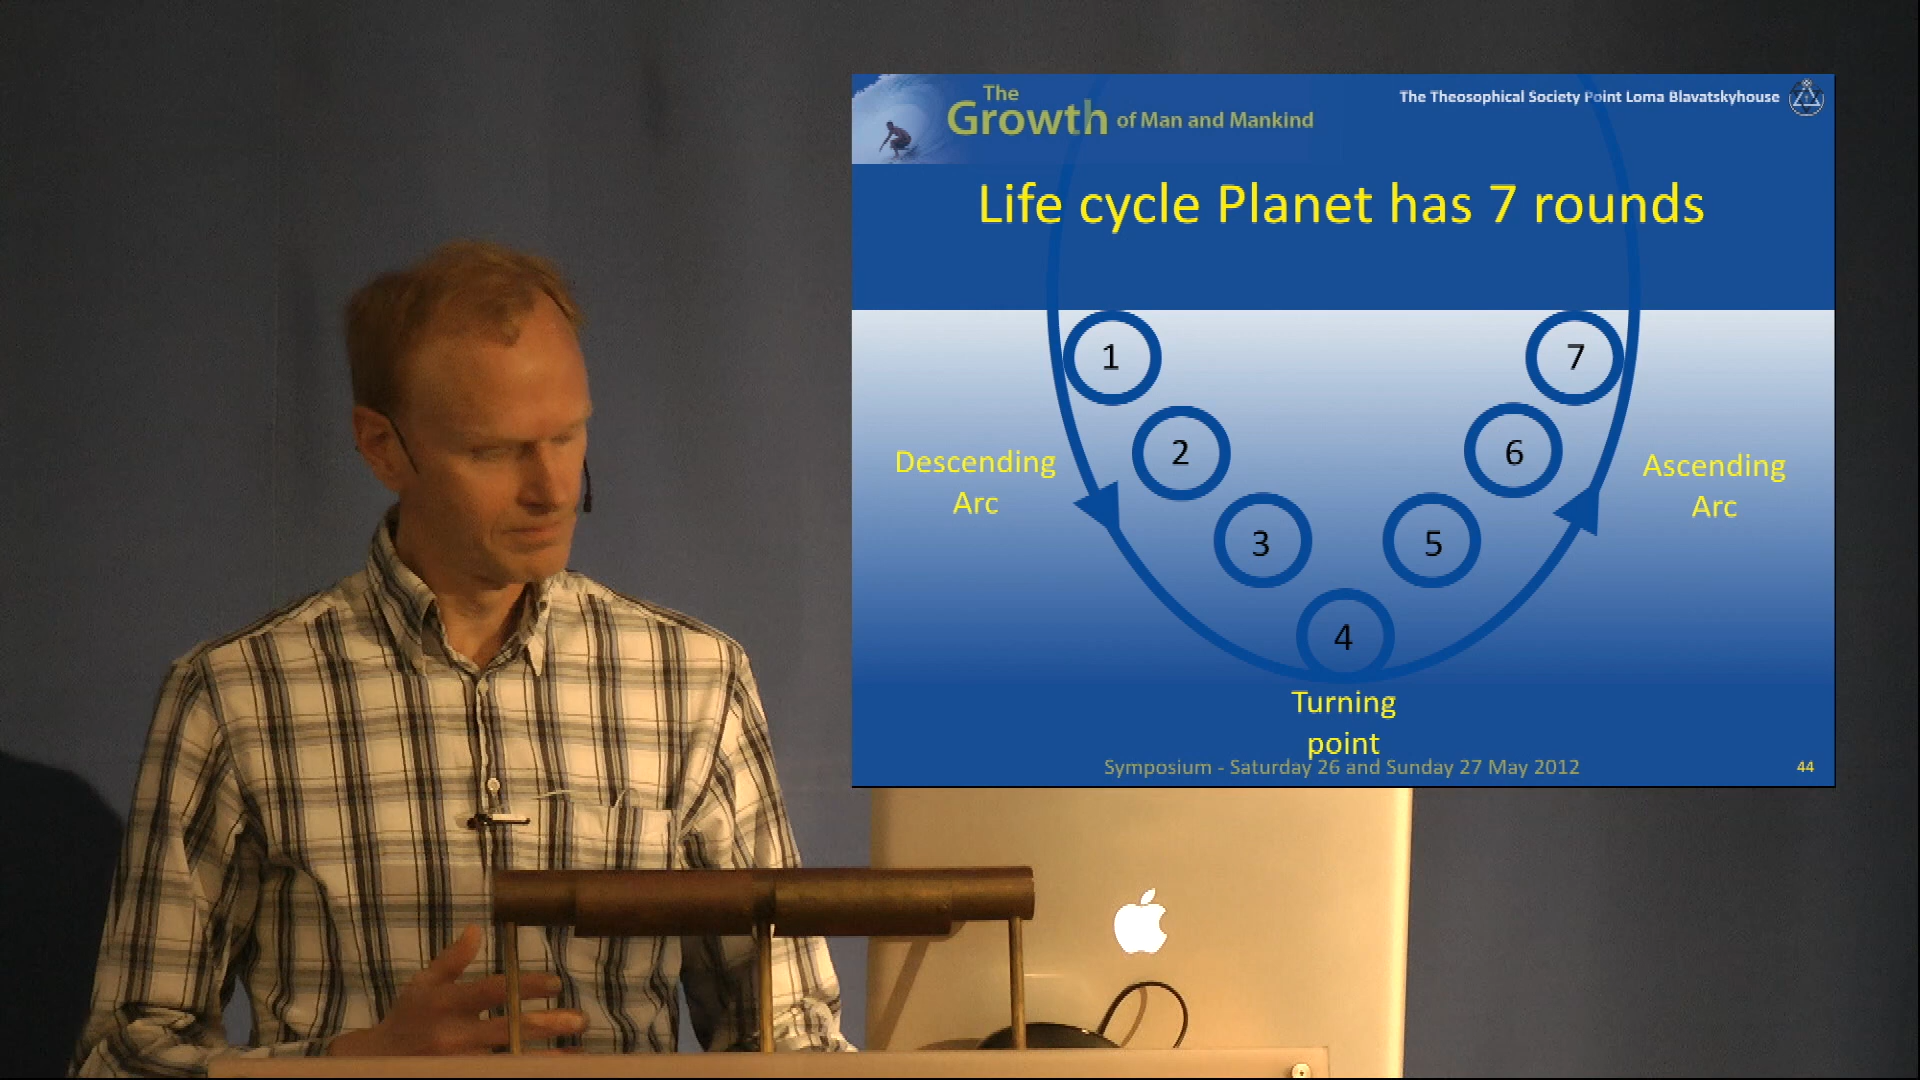 The
Growth of Man and Mankind
The Theosophical Society Point Loma Blavatskyhouse
Life cycle Planet has 7 rounds
1
7
2
6
Descending
Arc
Ascending
Arc
3
5
4
Turning
point
Symposium - Saturday 26 and Sunday 27 May 2012
44